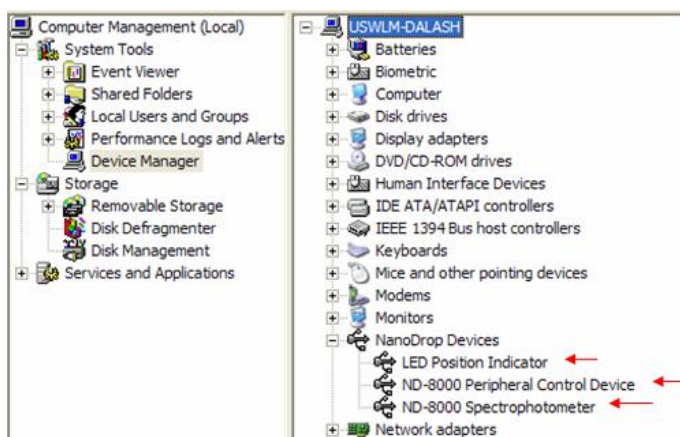 Computer Management (Local)
System Tools
Event Viewer
Shared Folders
Local Users and Groups
Performance Logs and Alerts
Device Manager
Storage
Removable Storage
Disk Defragmenter
Disk Management
Services and Applications
USWLM-DALASH
Batteries
Biometric
Computer
Disk drives
Display adapters
DVD/CD-ROM drives
Human Interface Devices
IDE ATA/ATAPI controllers
IEEE 1394 Bus host controllers
Keyboards
Mice and other pointing devices
Modems
Monitors
NanoDrop Devices
LED Position Indicator
ND-8000 Peripheral Control Device
ND-8000 Spectrophotometer
Network adapters